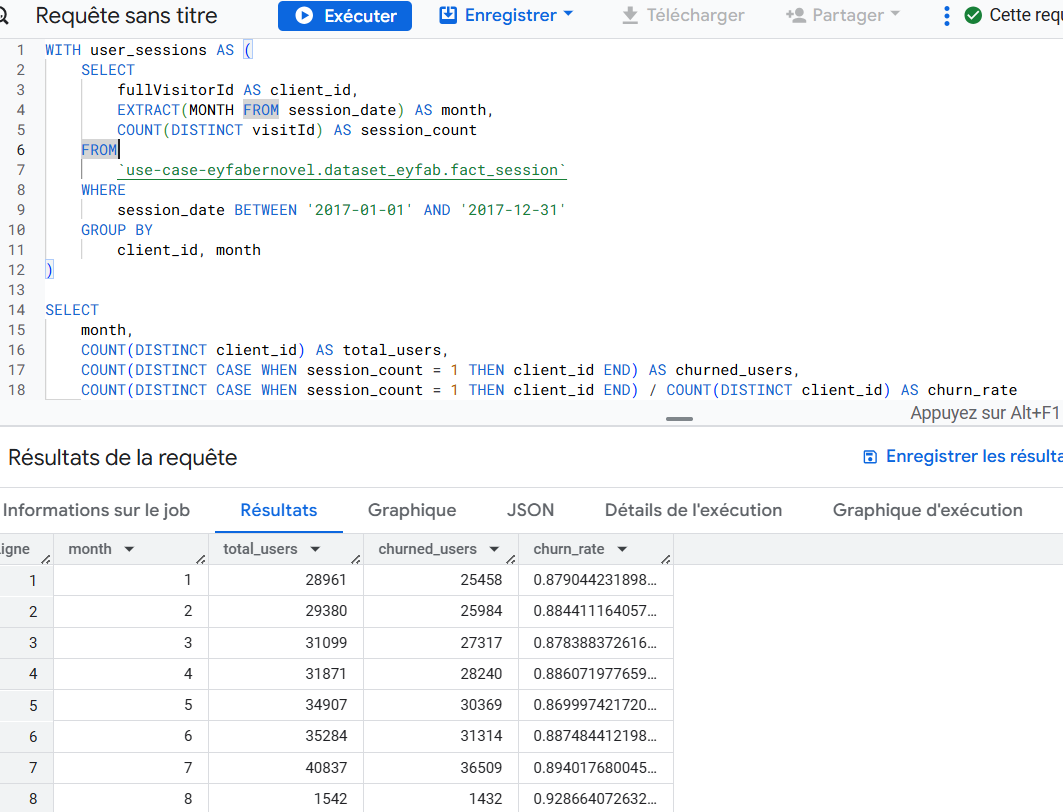 Requête sans titre Exécuter Enregistrer Télécharger Partager Cette req
1 WITH user_sessions AS (
2 SELECT
3 fullVisitorId AS client_id,
4 EXTRACT(MONTH FROM session_date) AS month,
5 COUNT(DISTINCT visitId) AS session_count
6 FROM
7 `use-case-eyfabernovel.dataset_eyfab.fact_session`
8 WHERE
9 session_date BETWEEN '2017-01-01' AND '2017-12-31'
10 GROUP BY
11 client_id, month
12 )
13
14 SELECT
15 month,
16 COUNT(DISTINCT client_id) AS total_users,
17 COUNT(DISTINCT CASE WHEN session_count = 1 THEN client_id END) AS churned_users,
18 COUNT(DISTINCT CASE WHEN session_count = 1 THEN client_id END) / COUNT(DISTINCT client_id) AS churn_rate
Appuyez sur Alt+F1
Résultats de la requête Enregistrer les résulta
Informations sur le job Résultats Graphique JSON Détails de l'exécution Graphique d'exécution
igne month total_users churned_users churn_rate
1 1 28961 25458 0.879044231898...
2 2 29380 25984 0.884411164057...
3 3 31099 27317 0.878388372616...
4 4 31871 28240 0.886071977659...
5 5 34907 30369 0.869997421720...
6 6 35284 31314 0.887484412198...
7 7 40837 36509 0.894017680045...
8 8 1542 1432 0.928664072632...